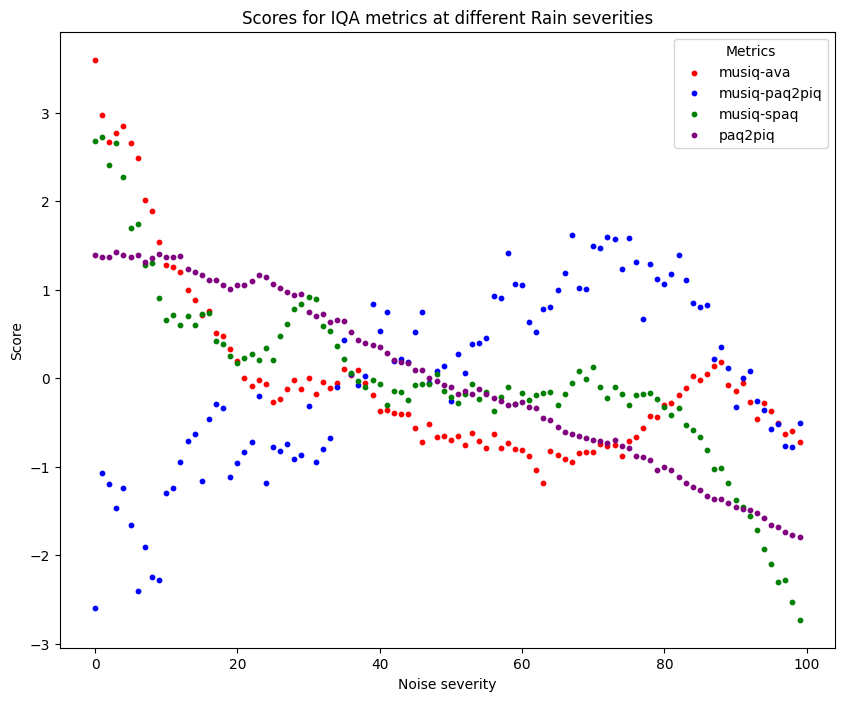 Scores for IQA metrics at different Rain severities
Metrics
musiq-ava
musiq-paq2piq
musiq-spaq
paq2piq
Score
3
2
1
0
−1
−2
−3
0
20
40
60
80
100
Noise severity